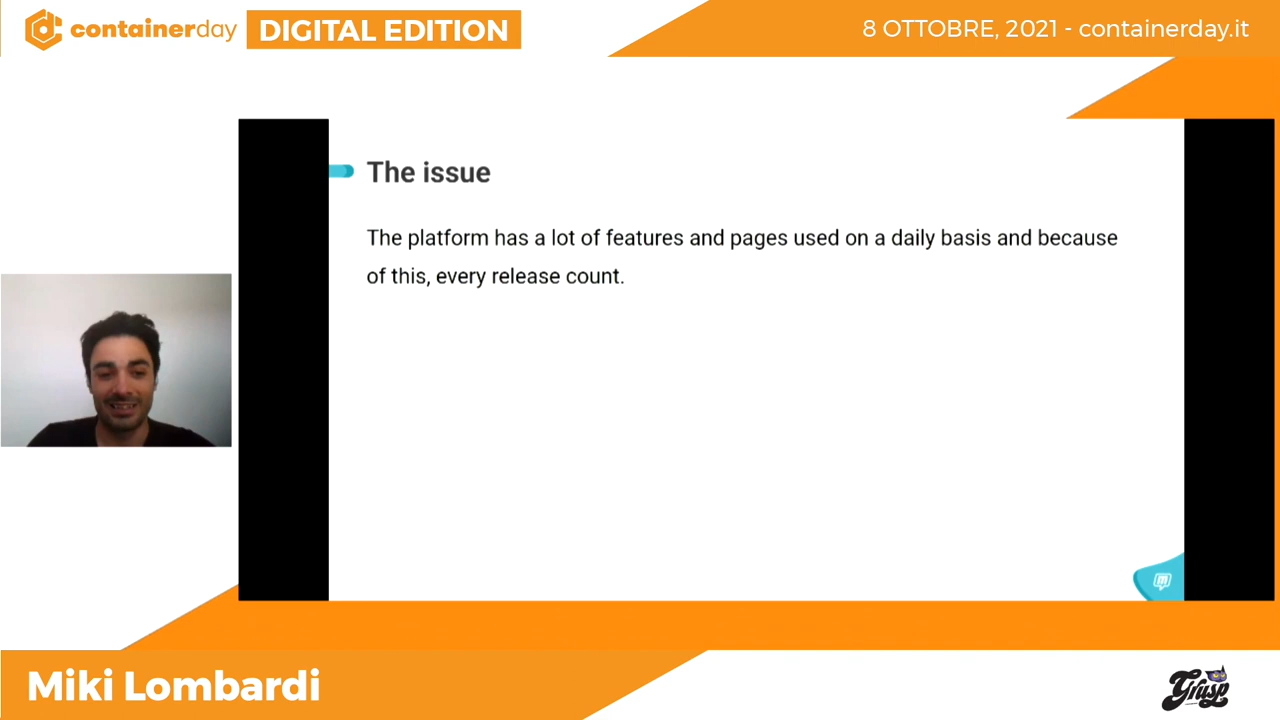 containerday DIGITAL EDITION
8 OTTOBRE, 2021 - containerday.it
The issue
The platform has a lot of features and pages used on a daily basis and because
of this, every release count.
Miki Lombardi
Grusp